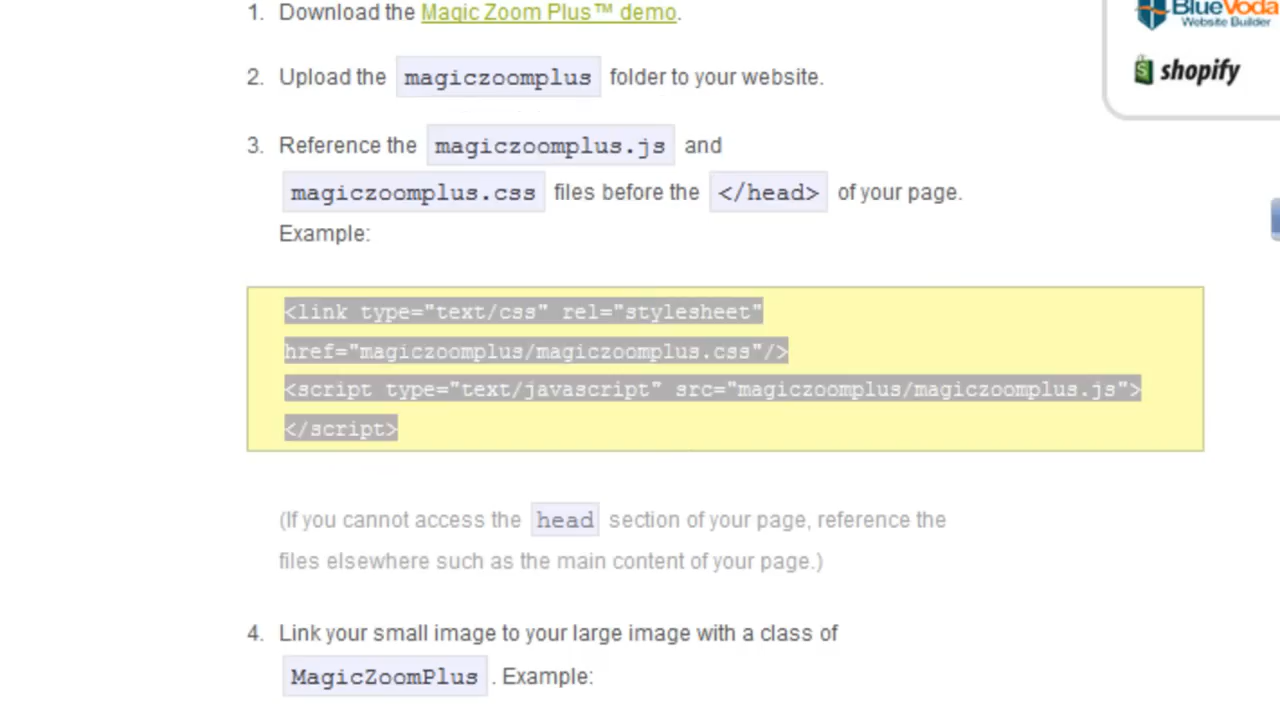 1. Download the Magic Zoom Plus™ demo.
BlueVoda
Website Builder
2. Upload the magiczoomplus folder to your website.
shopify
3. Reference the magiczoomplus.js and
magiczoomplus.css files before the </head> of your page.
Example:
<link type="text/css" rel="stylesheet"
href="magiczoomplus/magiczoomplus.css"/>
<script type="text/javascript" src="magiczoomplus/magiczoomplus.js">
</script>
(If you cannot access the head section of your page, reference the
files elsewhere such as the main content of your page.)
4. Link your small image to your large image with a class of
MagicZoomPlus . Example: